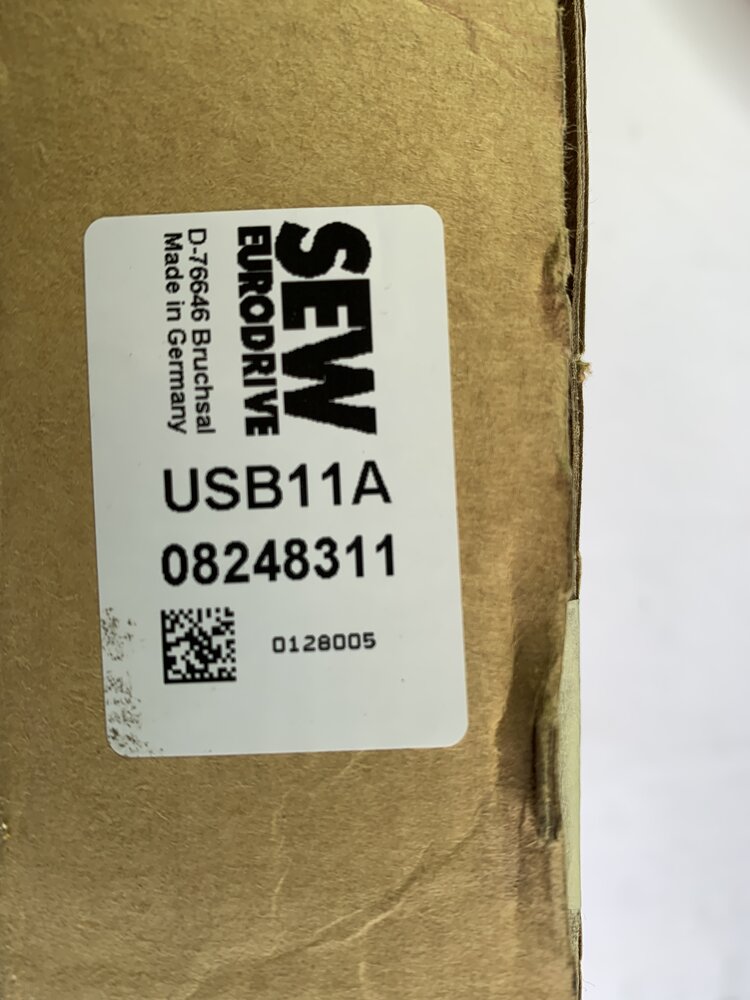 SEW
EURODRIVE
D-76646 Bruchsal
Made in Germany
USB11A
08248311
0128005